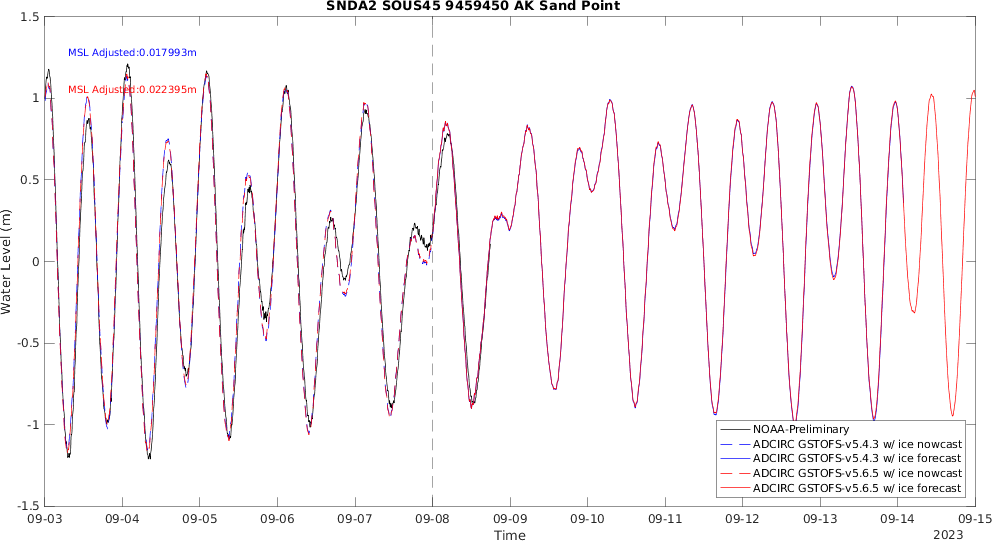 SNDA2 SOUS45 9459450 AK Sand Point
MSL Adjusted:0.017993m
MSL Adjusted:0.022395m
Water Level (m)
1.5
1
0.5
0
-0.5
-1
-1.5
NOAA-Preliminary
ADCIRC GSTOFS-v5.4.3 w/ ice nowcast
ADCIRC GSTOFS-v5.4.3 w/ ice forecast
ADCIRC GSTOFS-v5.6.5 w/ ice nowcast
ADCIRC GSTOFS-v5.6.5 w/ ice forecast
09-03 09-04 09-05 09-06 09-07 09-08 09-09 09-10 09-11 09-12 09-13 09-14 09-15
Time
2023